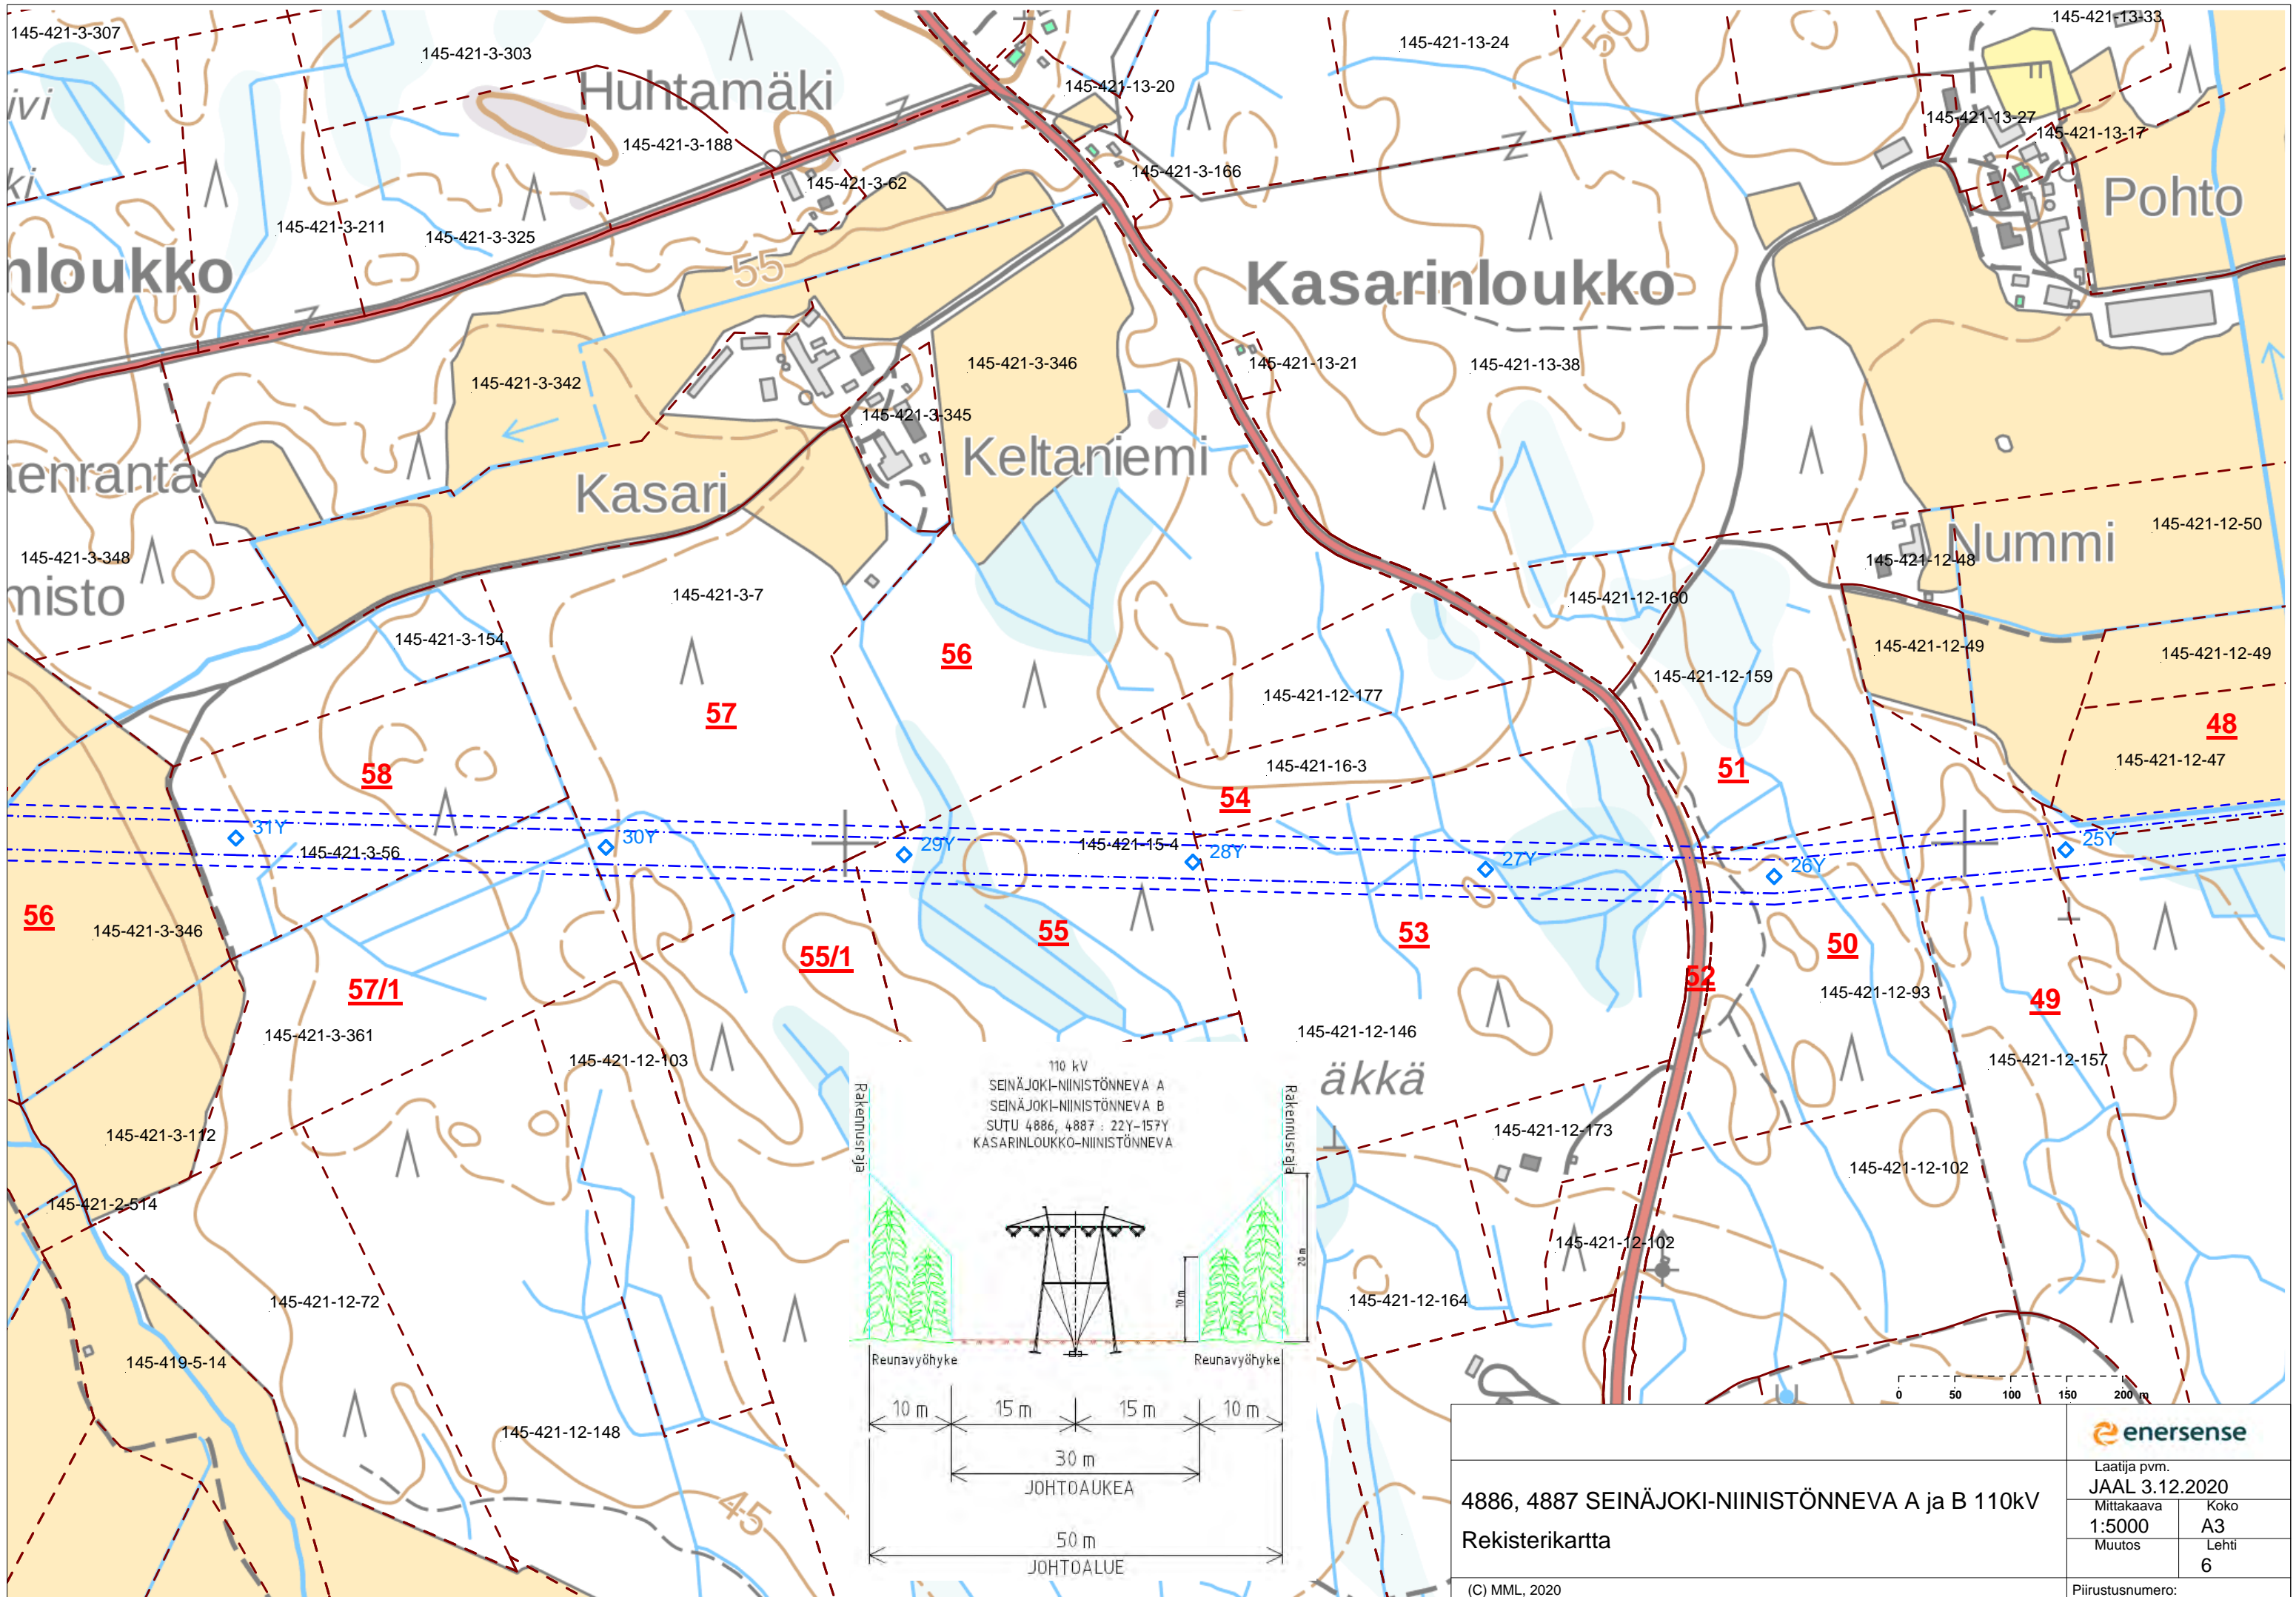 145-421-3-307
145-421-3-303
145-421-13-24
145-421-13-33
Huhtamäki
145-421-13-20
ivi
145-421-3-188
145-421-13-27
145-421-13-17
ki
145-421-3-62
145-421-3-166
Pohto
145-421-3-211
145-421-3-325
50
nloukko
55
Kasarinloukko
145-421-3-342
145-421-3-346
145-421-13-21
145-421-13-38
145-421-3-345
Keltaniemi
enranta
Kasari
145-421-12-50
Nummi
145-421-3-348
145-421-12-48
misto
145-421-3-7
145-421-12-160
145-421-3-154
145-421-12-49
145-421-12-49
56
145-421-12-159
145-421-12-177
57
48
58
145-421-16-3
51
145-421-12-47
54
31Y
30Y
29Y
28Y
27Y
26Y
25Y
145-421-3-56
145-421-15-4
56
145-421-3-346
55
53
50
55/1
52
57/1
145-421-12-93
49
145-421-3-361
145-421-12-146
145-421-12-103
145-421-12-157
äkkä
145-421-3-112
145-421-12-173
145-421-12-102
145-421-2-514
145-421-12-102
145-421-12-72
145-421-12-164
145-419-5-14
145-421-12-148
45
110 kV
SEINÄJOKI-NIINISTÖNNEVA A
SEINÄJOKI-NIINISTÖNNEVA B
SUTU 4886, 4887 : 22Y-157Y
KASARINLOUKKO-NIINISTÖNNEVA
Rakennusraja
Rakennusraja
10 m
20 m
Reunavyöhyke
Reunavyöhyke
10 m 15 m 15 m 10 m
30 m
JOHTOAUKEA
50 m
JOHTOALUE
0 50 100 150 200 m
enersense
Laatija pvm.
JAAL 3.12.2020
4886, 4887 SEINÄJOKI-NIINISTÖNNEVA A ja B 110kV
Rekisterikartta
Mittakaava
1:5000
Koko
A3
Muutos
Lehti
6
(C) MML, 2020
Piirustusnumero: